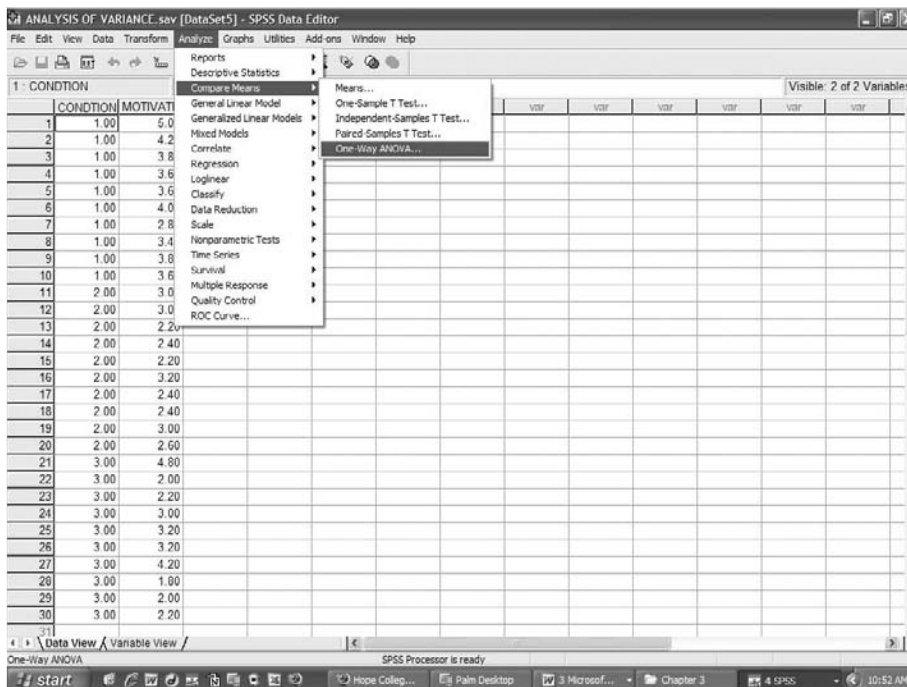 ANALYSIS OF VARIANCE.sav [DataSet5] - SPSS Data Editor
File Edit View Data Transform Analyze Graphs Utilities Add-ons Window Help
1 : CONDTION
Visible: 2 of 2 Variables
CONDTION MOTIVATI var var var var var var
1 1.00 5.0
2 1.00 4.2
3 1.00 3.8
4 1.00 3.6
5 1.00 3.6
6 1.00 4.0
7 1.00 2.8
8 1.00 3.4
9 1.00 3.8
10 1.00 3.6
11 2.00 3.0
12 2.00 3.0
13 2.00 2.20
14 2.00 2.40
15 2.00 2.20
16 2.00 3.20
17 2.00 2.40
18 2.00 2.40
19 2.00 3.00
20 2.00 2.60
21 3.00 4.80
22 3.00 2.00
23 3.00 2.20
24 3.00 3.00
25 3.00 3.20
26 3.00 3.20
27 3.00 4.20
28 3.00 1.80
29 3.00 2.00
30 3.00 2.20
31
Reports
Descriptive Statistics
Compare Means
General Linear Model
Generalized Linear Models
Mixed Models
Correlate
Regression
Loglinear
Classify
Data Reduction
Scale
Nonparametric Tests
Time Series
Survival
Multiple Response
Quality Control
ROC Curve...
Means...
One-Sample T Test...
Independent-Samples T Test...
Paired-Samples T Test...
One-Way ANOVA...
Data View Variable View
One-Way ANOVA
SPSS Processor is ready
start
Hope Colleg...
Palm Desktop
3 Microsof...
Chapter 3
4 SPSS
10:52 AM